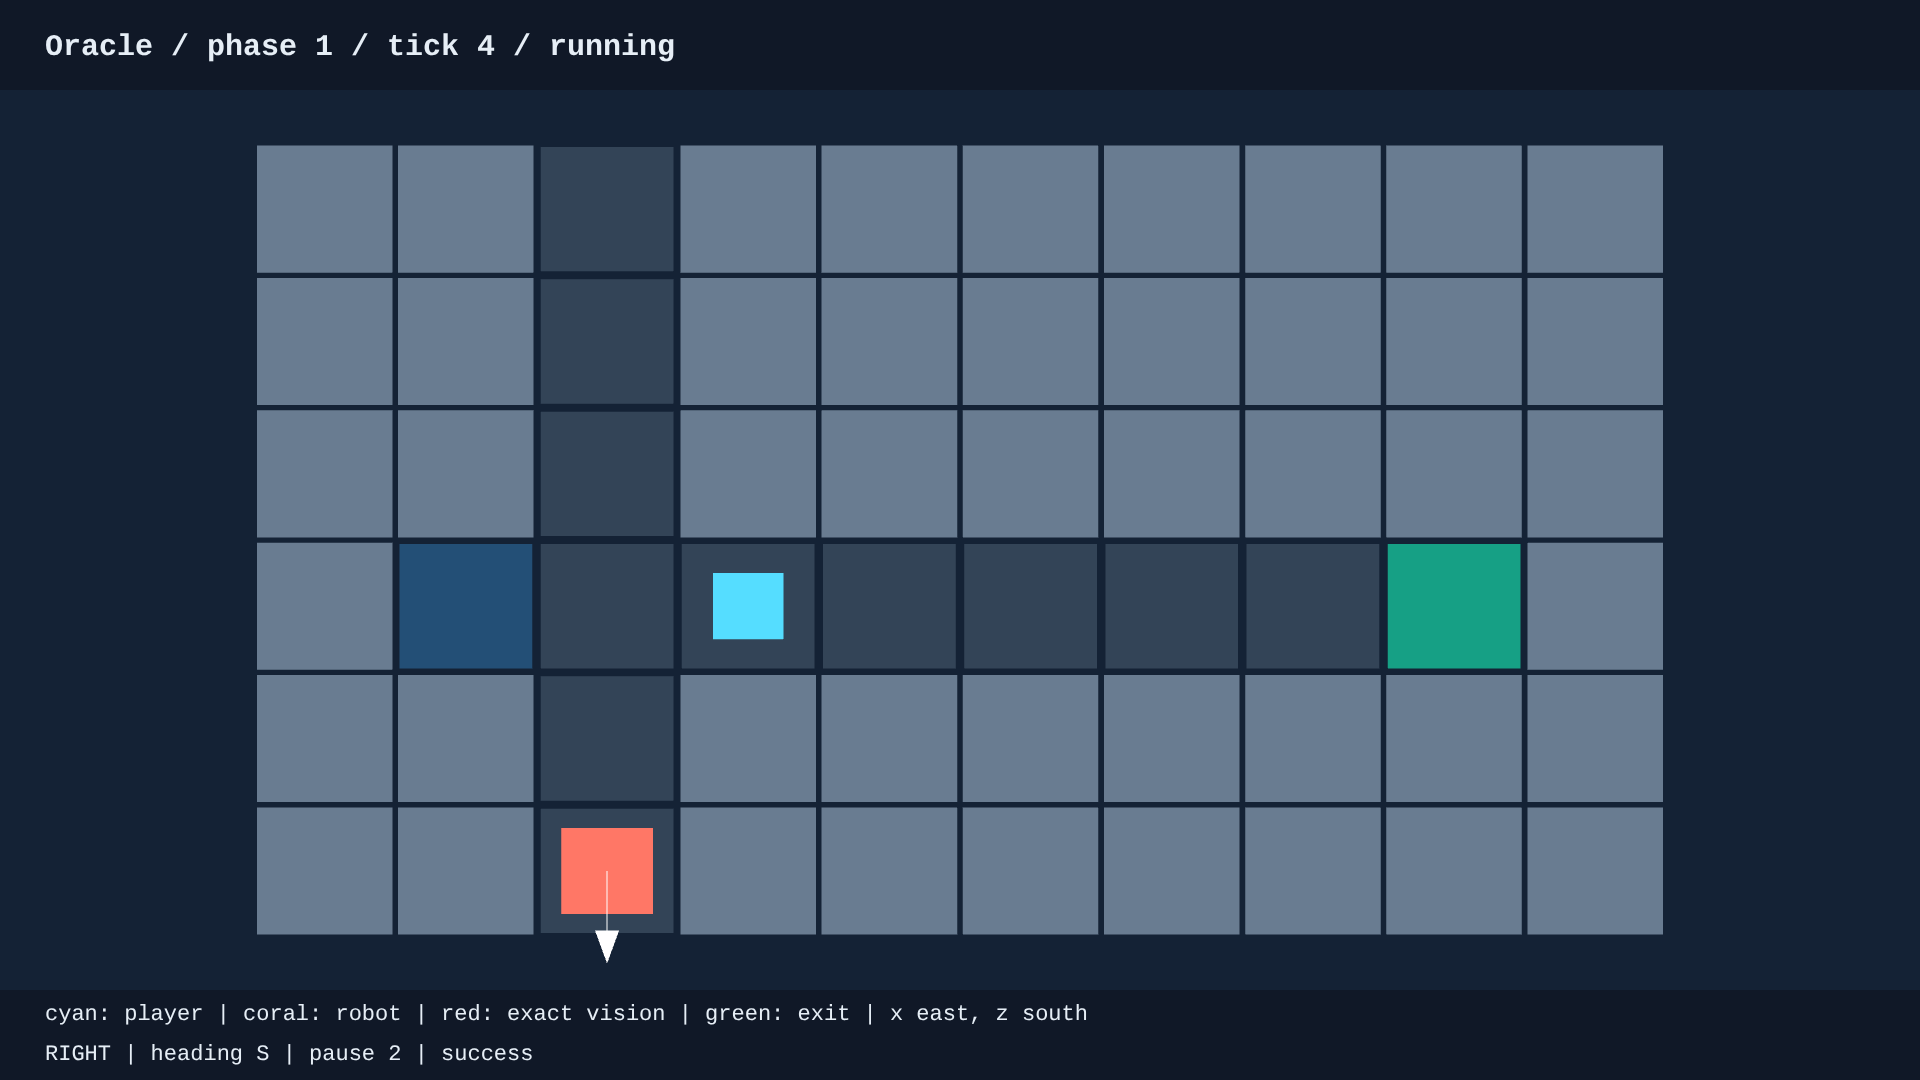 Oracle / phase 1 / tick 4 / running
cyan: player | coral: robot | red: exact vision | green: exit | x east, z south
RIGHT | heading S | pause 2 | success